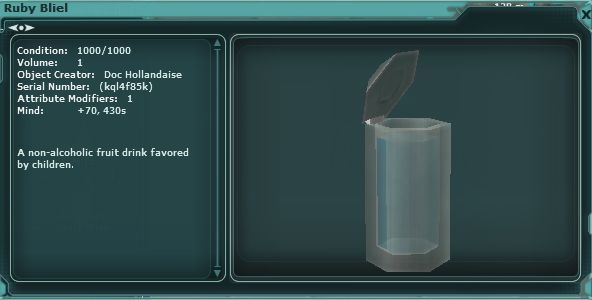 Ruby Bliel
Condition: 1000/1000
Volume: 1
Object Creator: Doc Hollandaise
Serial Number: (kql4f85k)
Attribute Modifiers: 1
Mind: +70, 430s
A non-alcoholic fruit drink favored
by children.